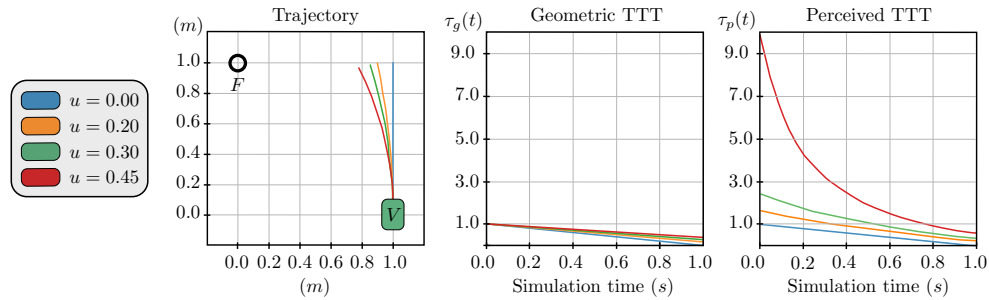 Trajectory
Geometric TTT
Perceived TTT
(m)
τ_g(t)
τ_p(t)
u = 0.00
u = 0.20
u = 0.30
u = 0.45
1.0
0.8
0.6
0.4
0.2
0.0
F
V
0.0 0.2 0.4 0.6 0.8 1.0
(m)
9.0
7.0
5.0
3.0
1.0
0.0 0.2 0.4 0.6 0.8 1.0
Simulation time (s)
9.0
7.0
5.0
3.0
1.0
0.0 0.2 0.4 0.6 0.8 1.0
Simulation time (s)